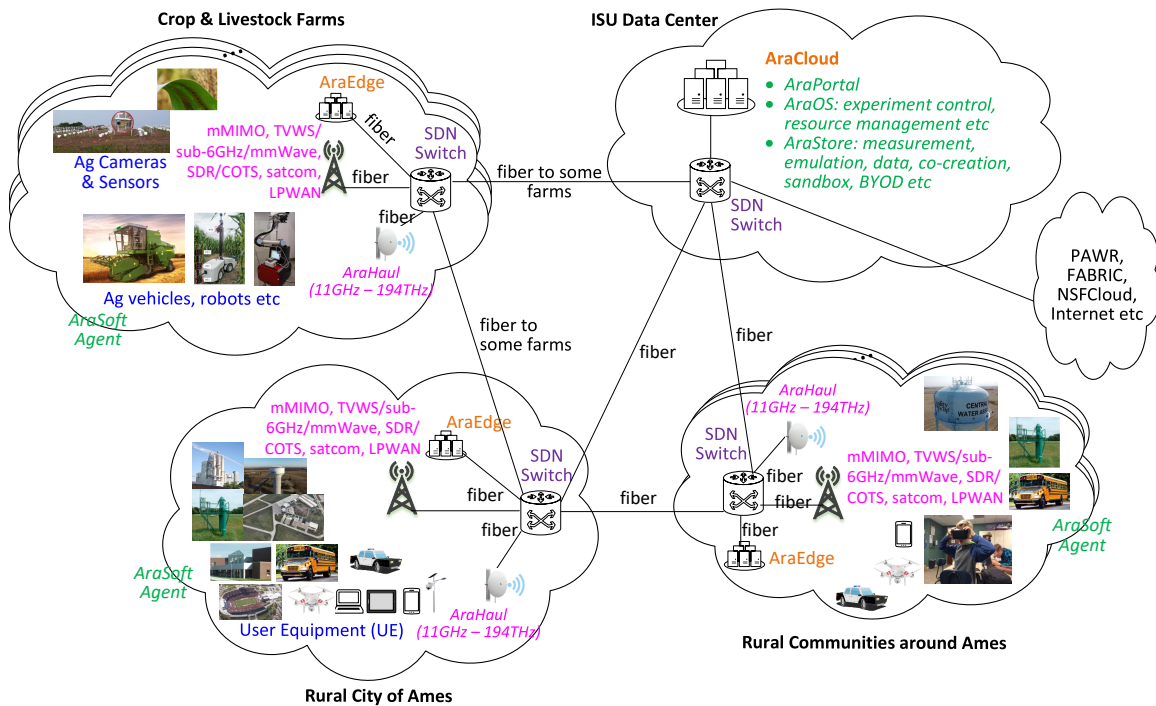 Crop & Livestock Farms
ISU Data Center
AraEdge
fiber
mMIMO, TVWS/
sub-6GHz/mmWave,
SDR/COTS, satcom,
LPWAN
SDN
Switch
Ag Cameras
& Sensors
fiber
fiber
AraHaul
(11GHz – 194THz)
Ag vehicles, robots etc
AraSoft
Agent
fiber to some
farms
AraCloud
• AraPortal
• AraOS: experiment control,
resource management etc
• AraStore: measurement,
emulation, data, co-creation,
sandbox, BYOD etc
SDN
Switch
PAWR,
FABRIC,
NSFCloud,
Internet etc
fiber to
some farms
fiber
fiber
mMIMO, TVWS/sub-
6GHz/mmWave, SDR/
COTS, satcom, LPWAN
AraEdge
SDN
Switch
fiber
fiber
AraSoft
Agent
AraHaul
(11GHz – 194THz)
User Equipment (UE)
Rural City of Ames
fiber
AraHaul
(11GHz – 194THz)
CENTRAL
WATER
SDN
Switch
mMIMO, TVWS/sub-
6GHz/mmWave, SDR/
COTS, satcom, LPWAN
fiber
fiber
fiber
AraEdge
AraSoft
Agent
Rural Communities around Ames